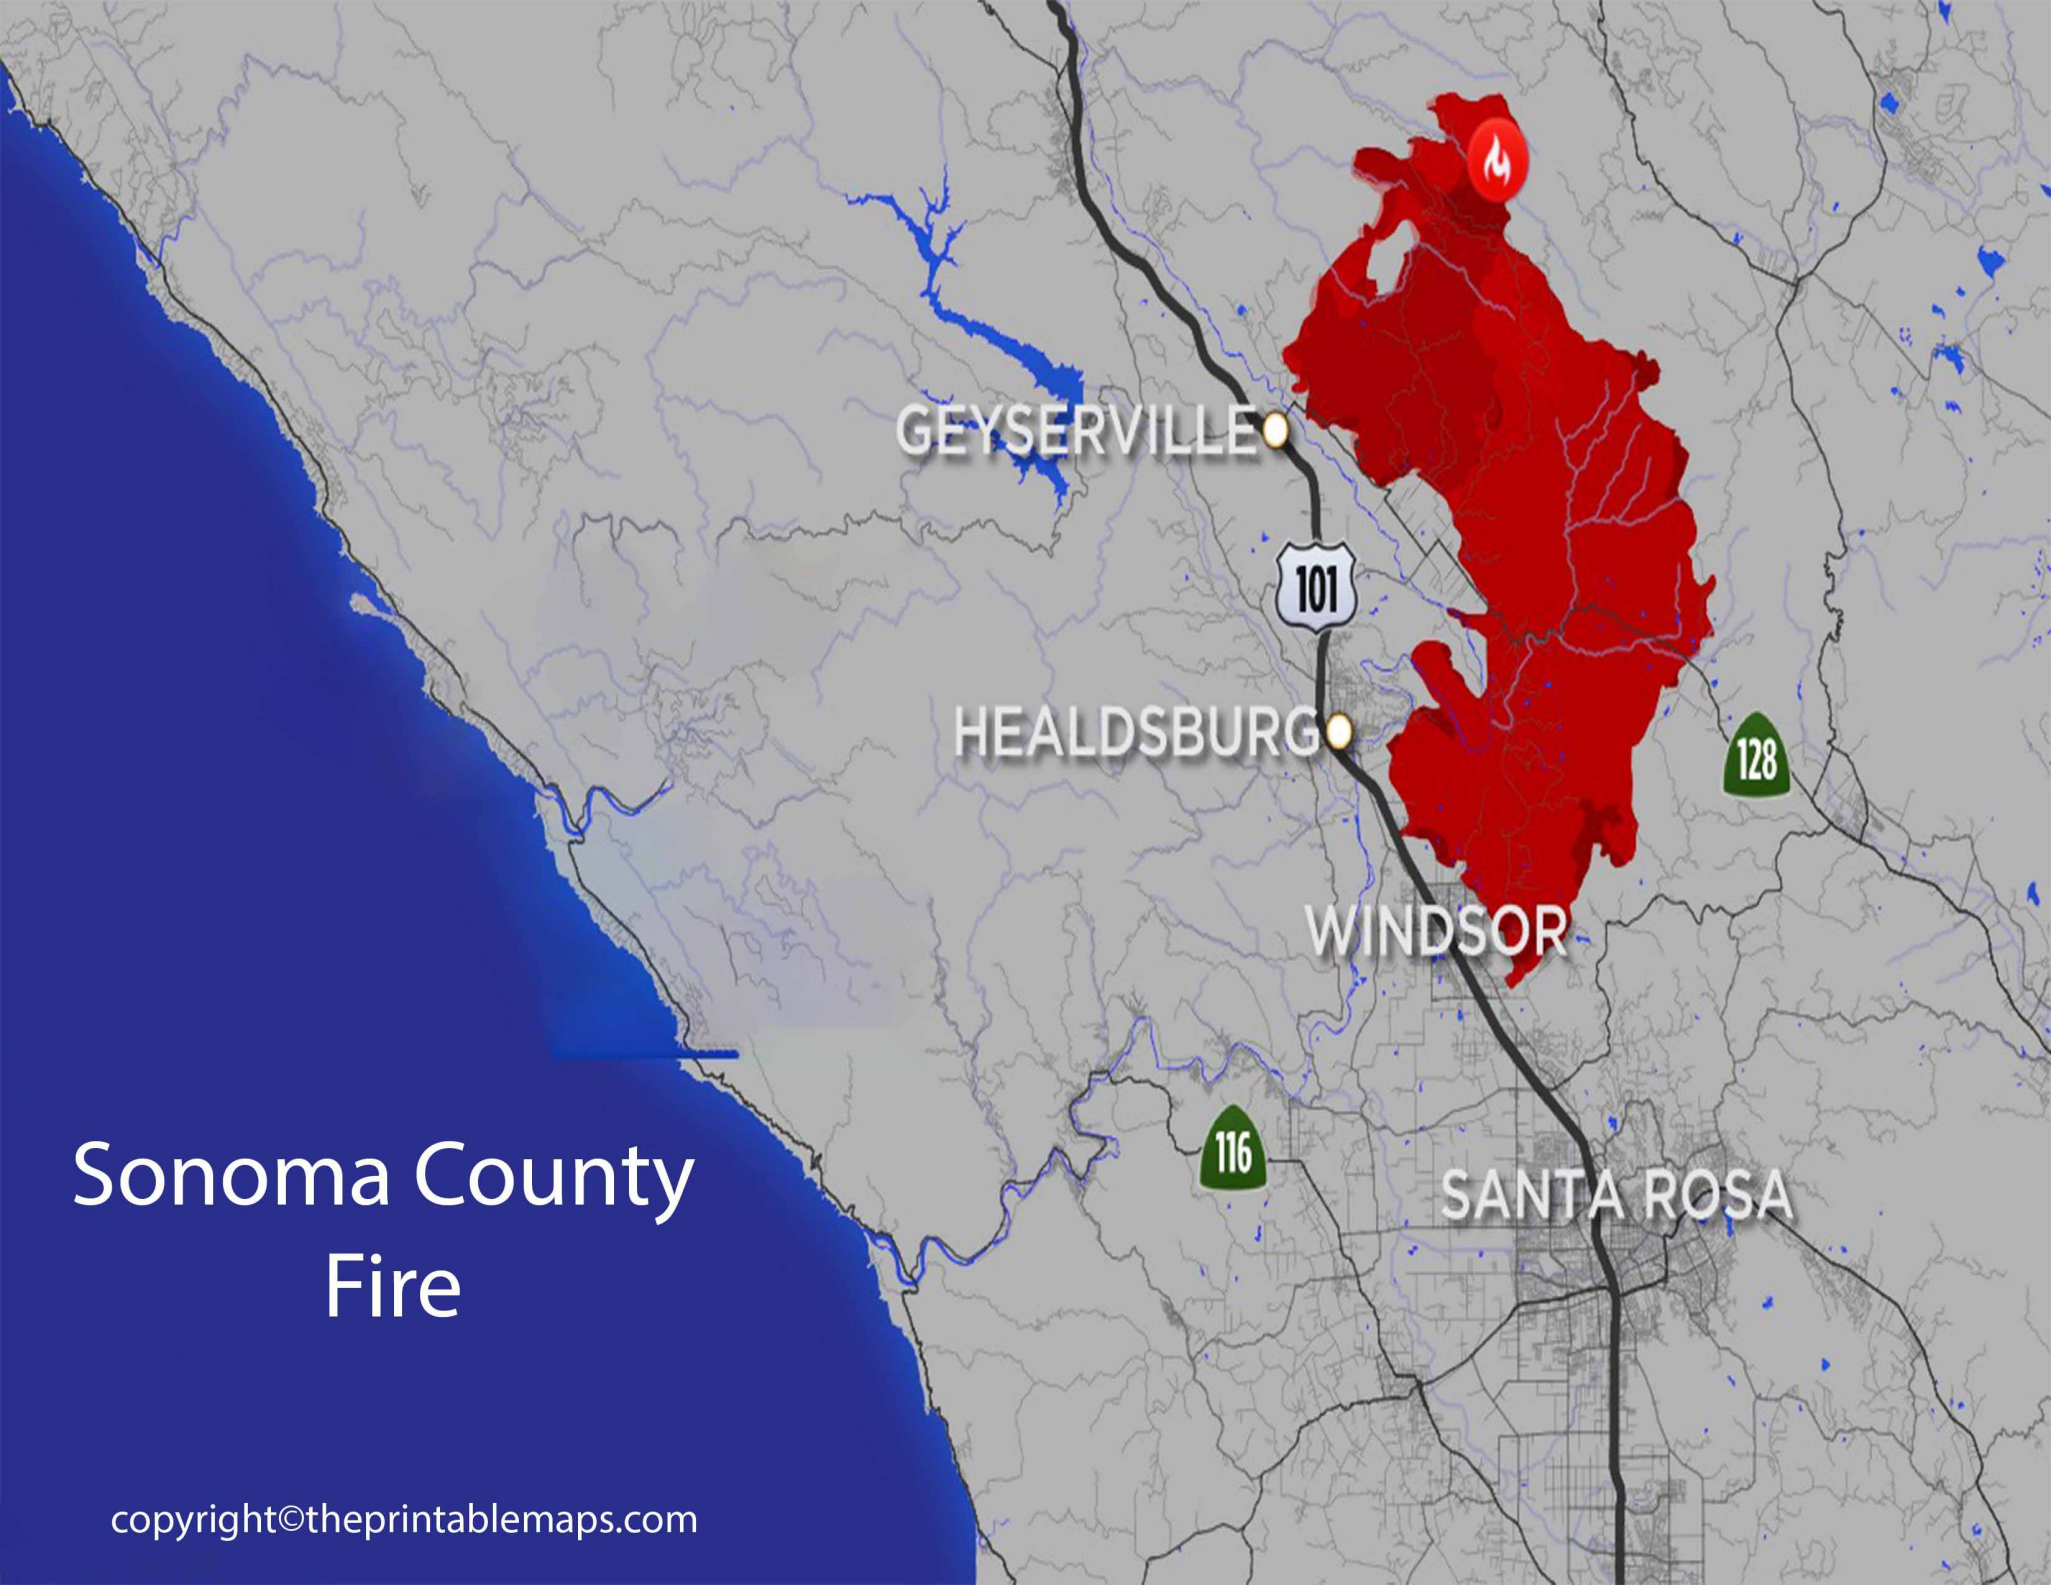 GEYSERVILLE
101
HEALDSBURG
128
WINDSOR
116
SANTA ROSA
Sonoma County
Fire
copyright©theprintablemaps.com